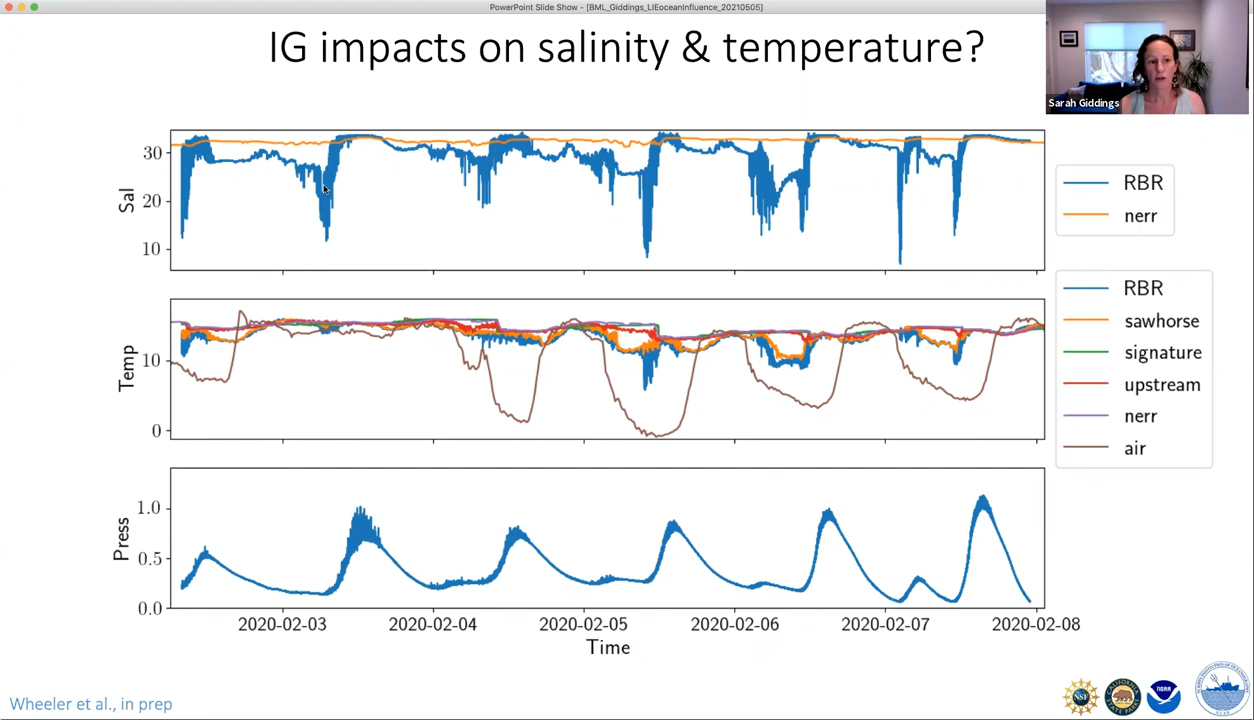 PowerPoint Slide Show - [BML_Giddings_LIEoceanInfluence_20210505]
IG impacts on salinity & temperature?
Sarah Giddings
Sal
30
20
10
RBR
nerr
Temp
10
0
RBR
sawhorse
signature
upstream
nerr
air
Press
1.0
0.5
0.0
2020-02-03 2020-02-04 2020-02-05 2020-02-06 2020-02-07 2020-02-08
Time
Wheeler et al., in prep
NSF
NOAA